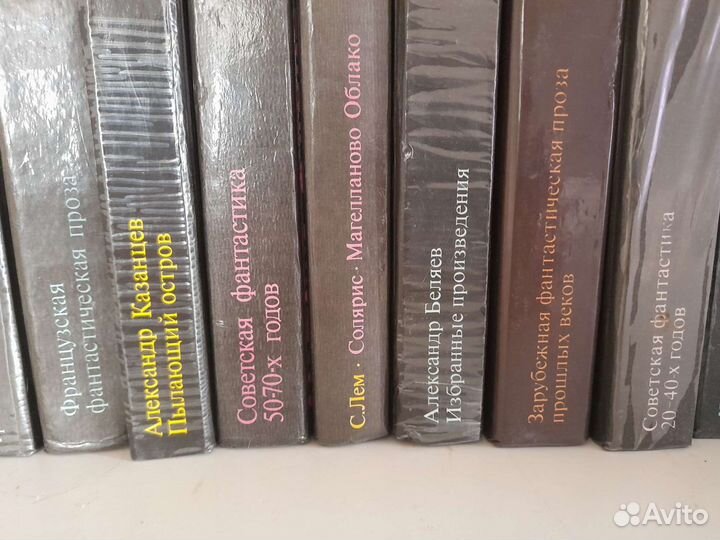 Французская
фантастическая проза
Александр Казанцев
Пылающий остров
Советская фантастика
50-70-х годов
С.Лем · Солярис · Магелланово Облако
Александр Беляев
Избранные произведения
Зарубежная фантастическая проза
прошлых веков
Советская фантастика
20-40-х годов
Avito